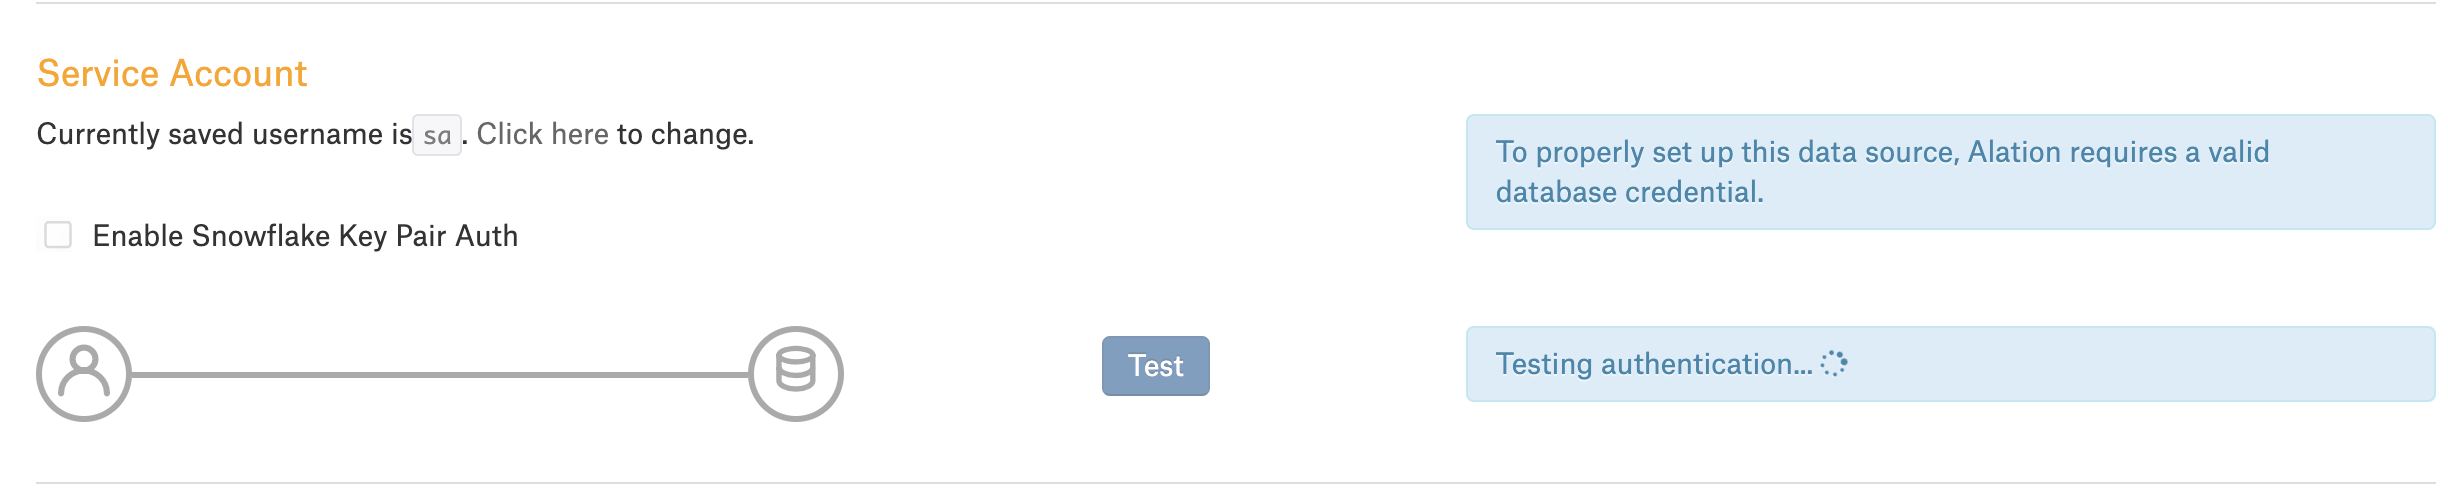 Service Account
Currently saved username is sa. Click here to change.
To properly set up this data source, Alation requires a valid
database credential.
Enable Snowflake Key Pair Auth
Test
Testing authentication...